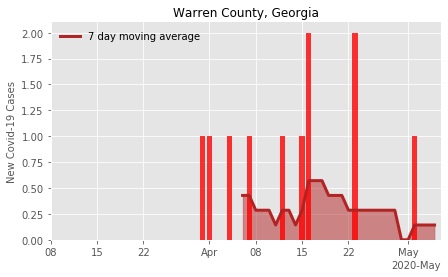 Warren County, Georgia
7 day moving average
New Covid-19 Cases
2.00
1.75
1.50
1.25
1.00
0.75
0.50
0.25
0.00
08
15
22
Apr
08
15
22
May
2020-May